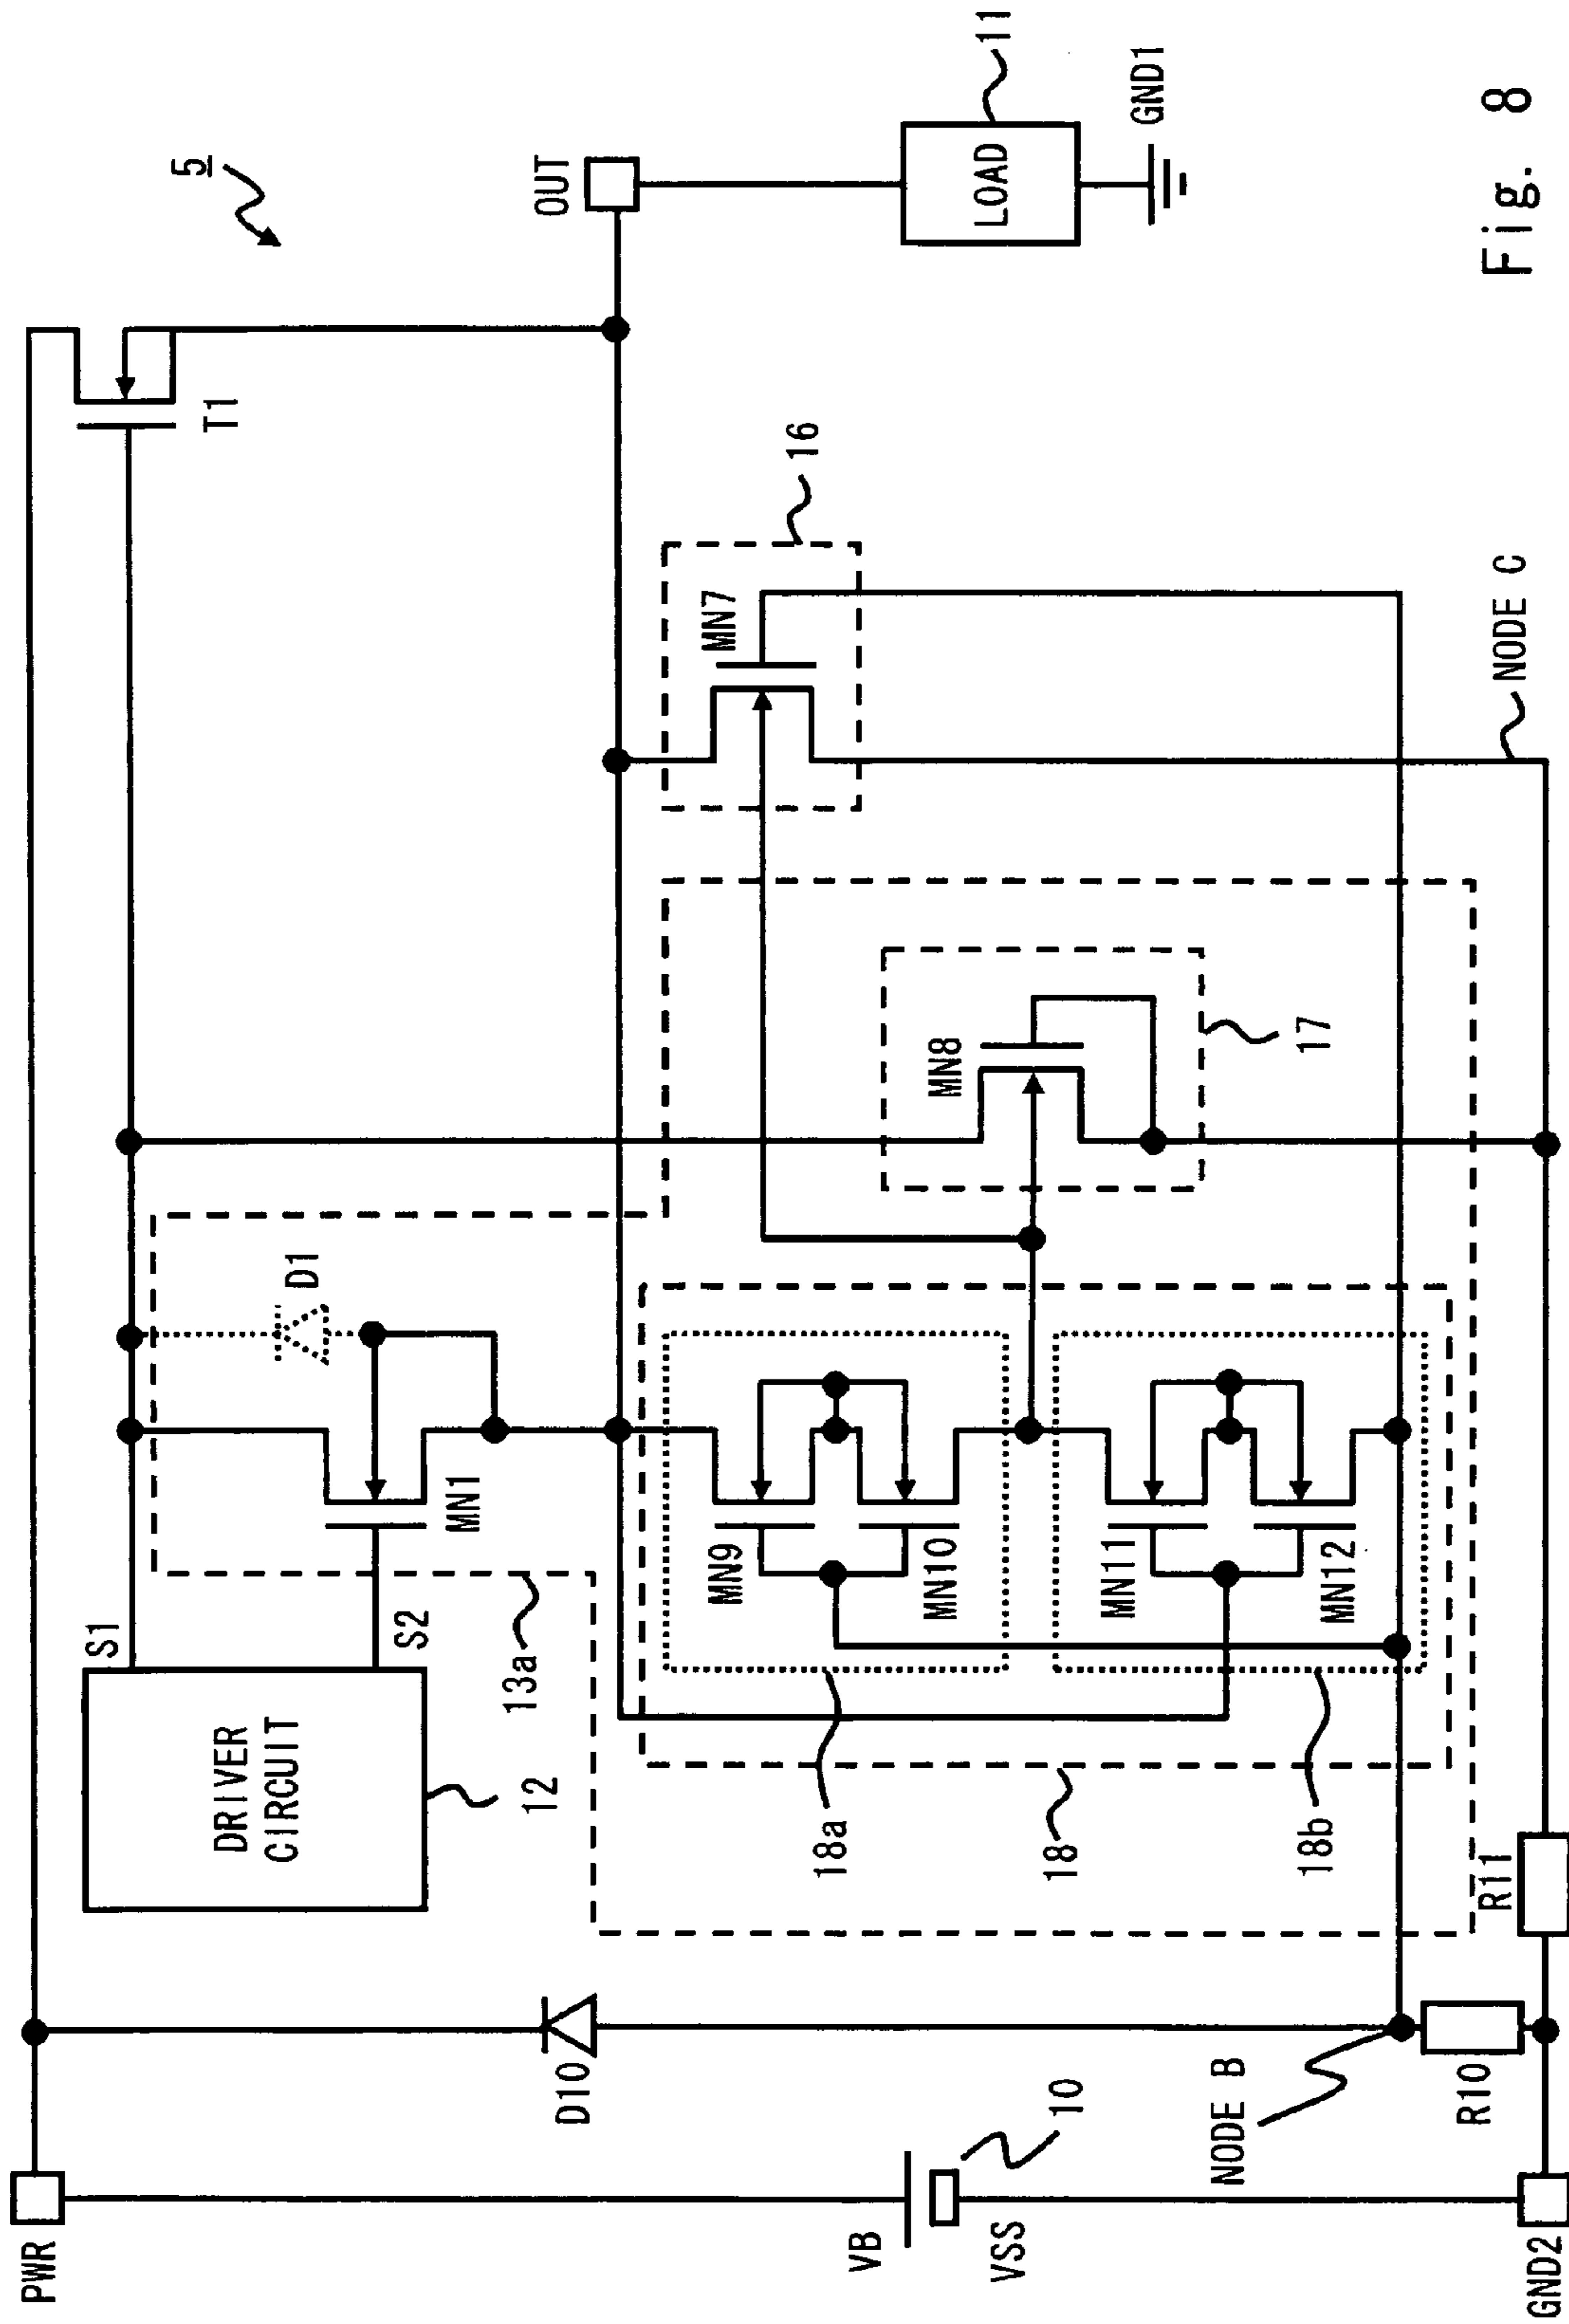 PWR
S1
DRIVER
CIRCUIT
12
S2
MN1
D1
13a
T1
5
OUT
LOAD
11
GND1
VB
VSS
10
D10
18a
18
18b
MN9
MN10
MN11
MN12
MN8
17
MN7
16
NODE B
R10
R11
NODE C
GND2
Fig. 8